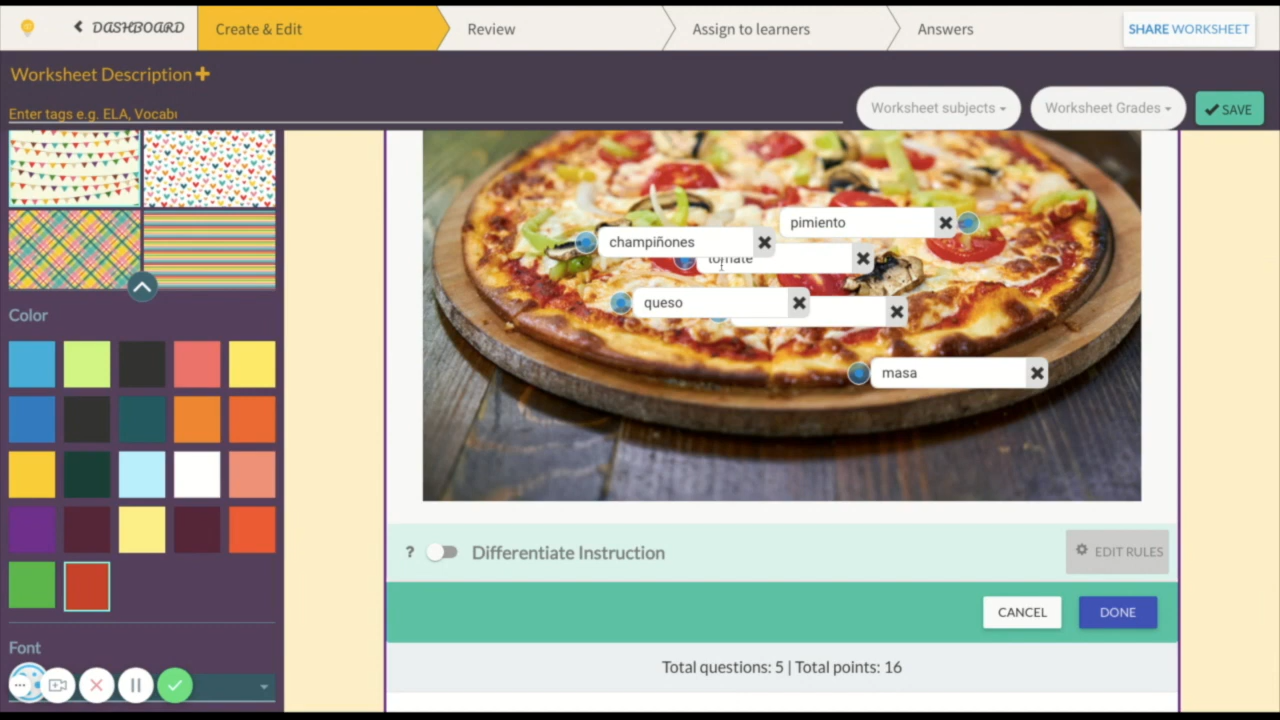 DASHBOARD
Create & Edit
Review
Assign to learners
Answers
SHARE WORKSHEET
Worksheet Description
Enter tags e.g. ELA, Vocabu
Worksheet subjects
Worksheet Grades
SAVE
pimiento
champiñones
tomate
queso
masa
Color
? Differentiate Instruction
EDIT RULES
CANCEL
DONE
Font
Total questions: 5 | Total points: 16